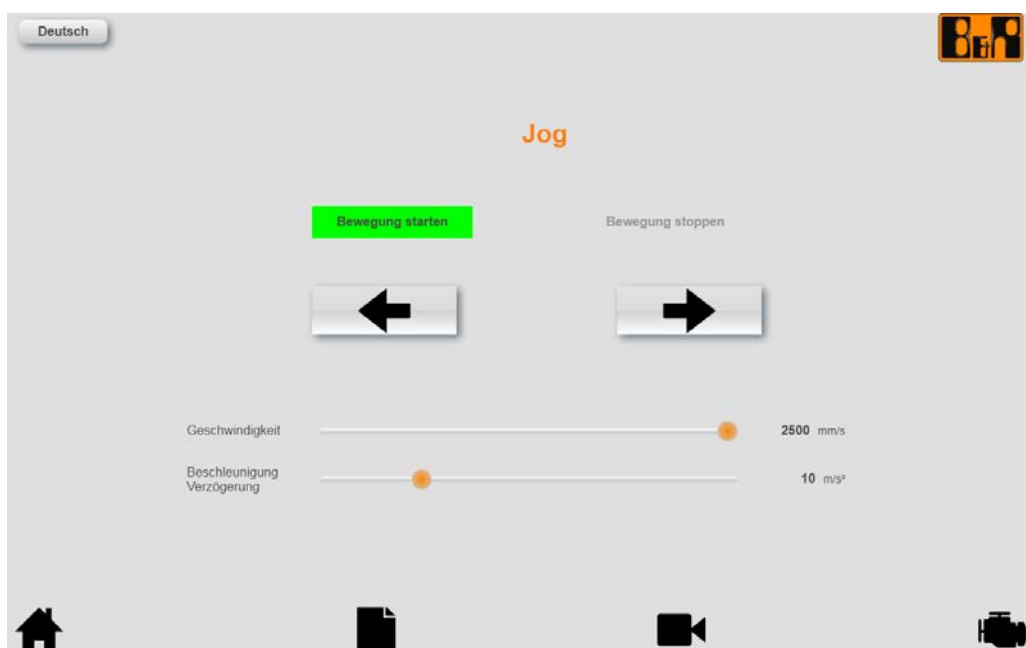 Deutsch
B&R
Jog
Bewegung starten
Bewegung stoppen
Geschwindigkeit
2500 mm/s
Beschleunigung
Verzögerung
10 m/s²